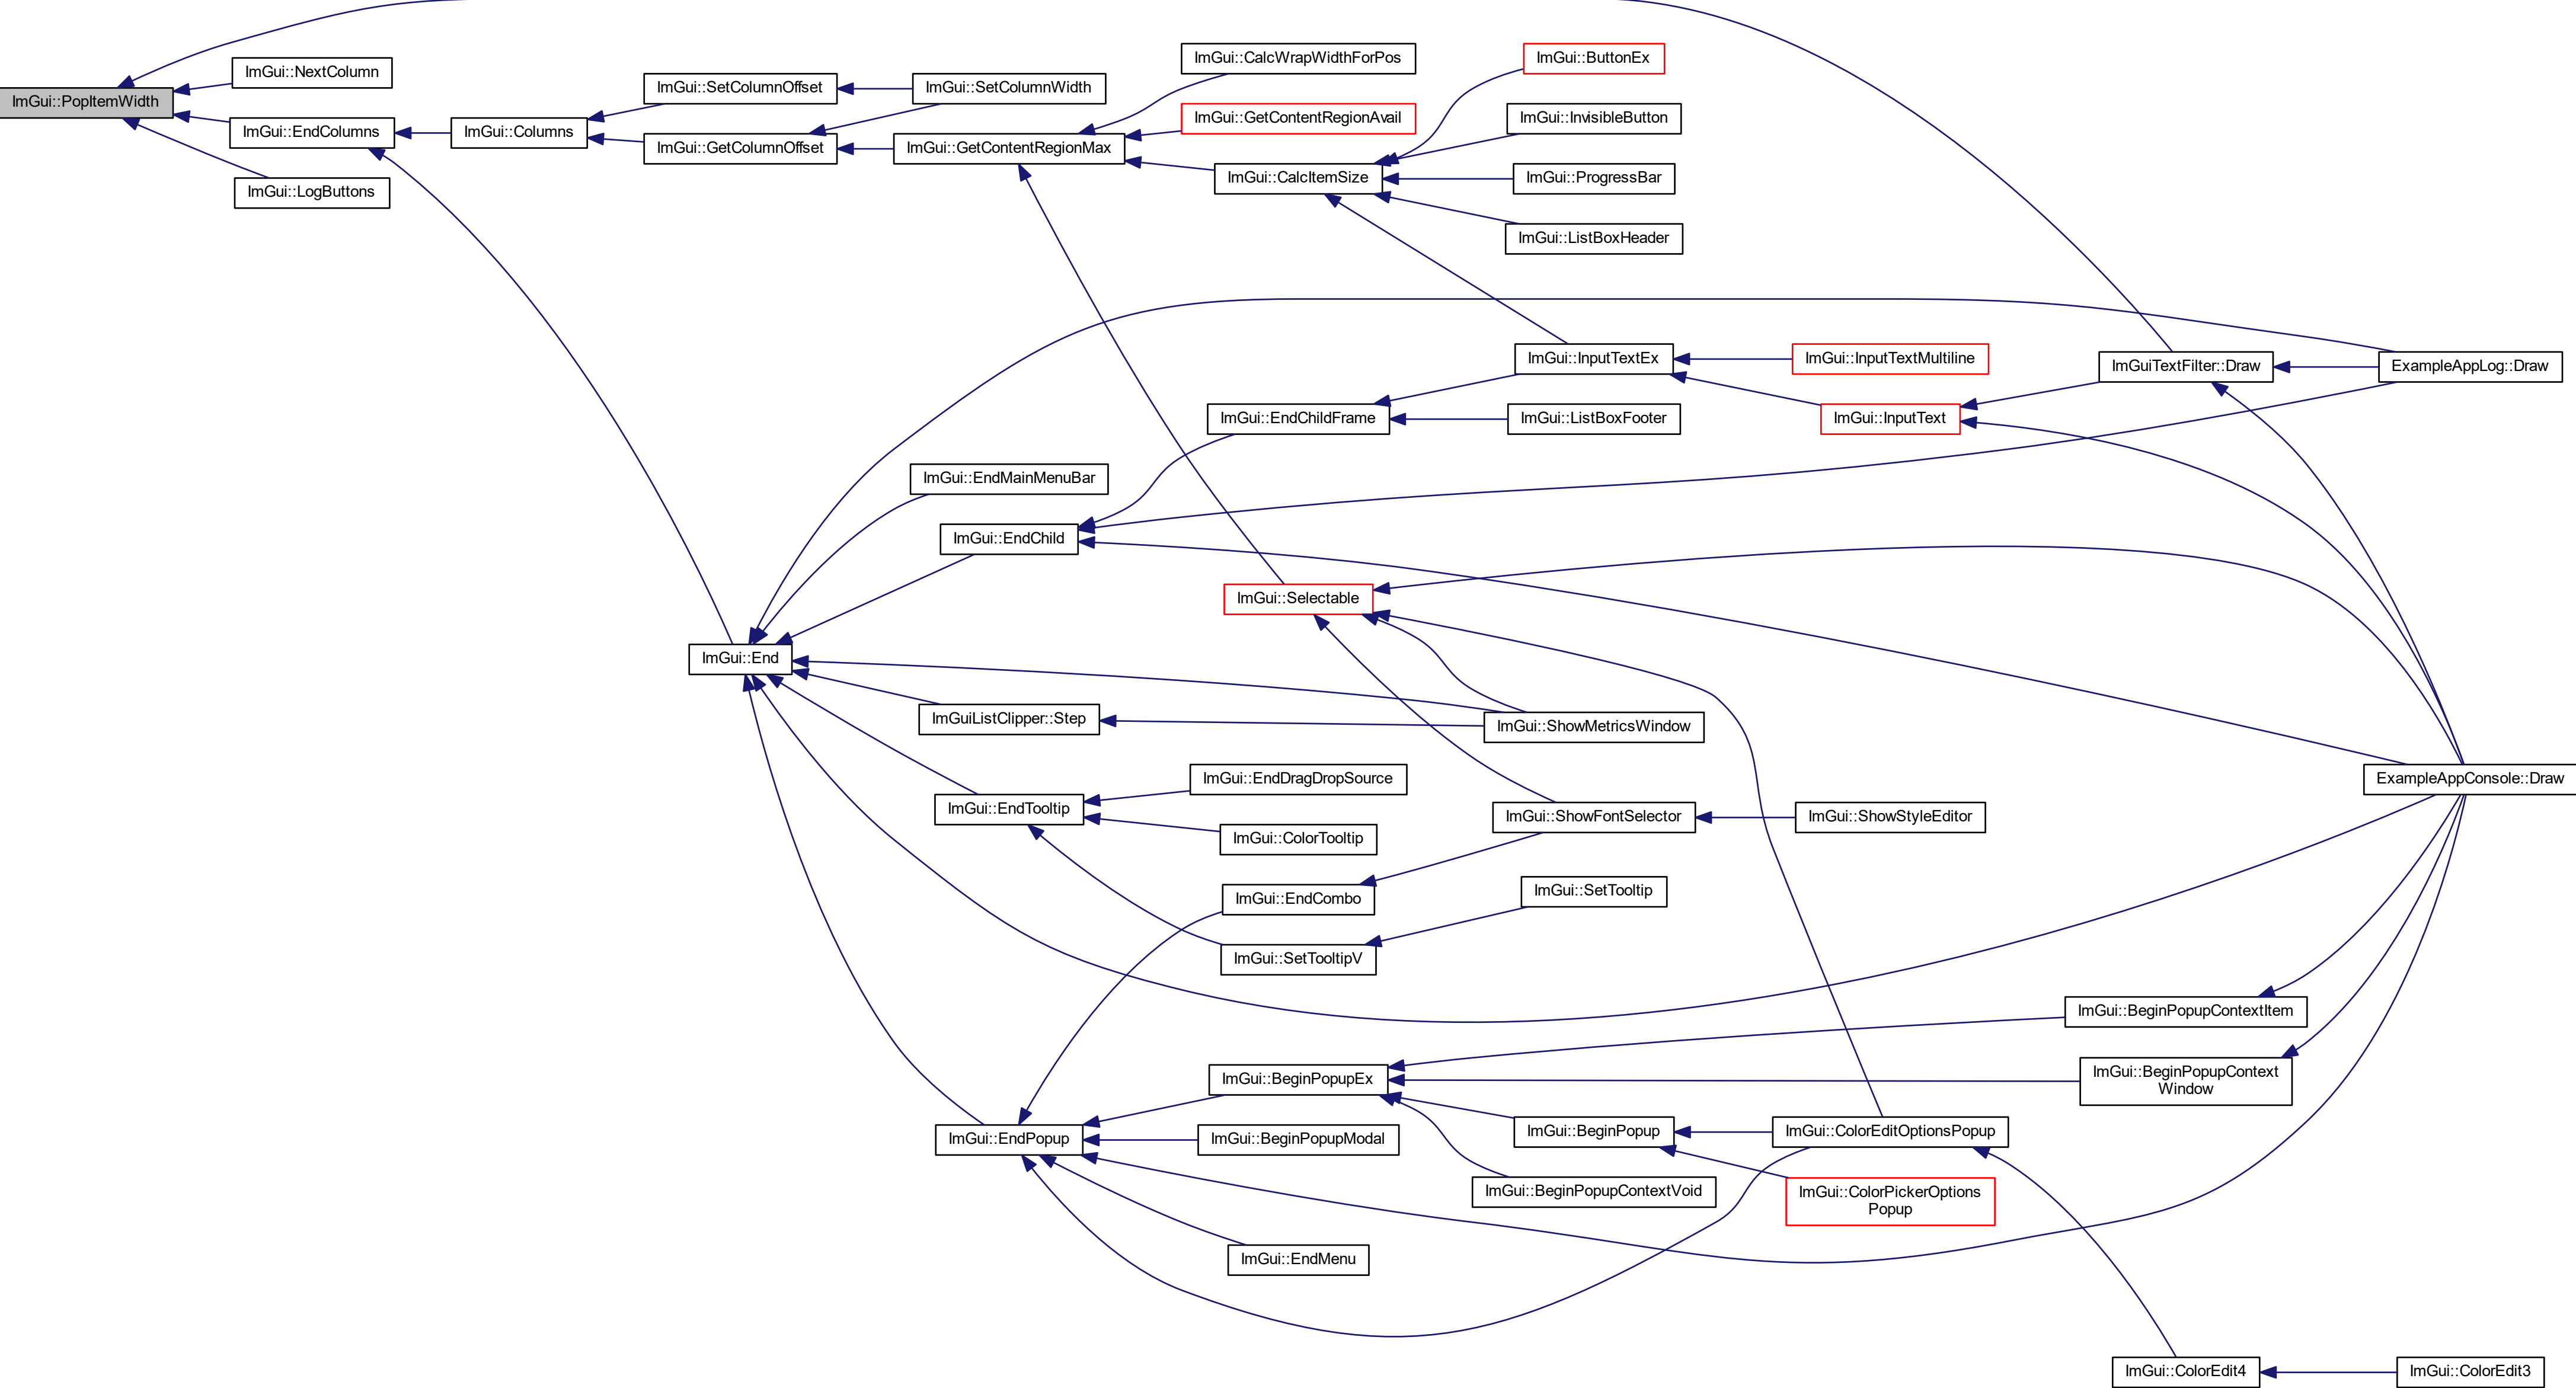 ImGui::PopItemWidth
ImGui::NextColumn
ImGui::EndColumns
ImGui::LogButtons
ImGui::Columns
ImGui::SetColumnOffset
ImGui::GetColumnOffset
ImGui::SetColumnWidth
ImGui::GetContentRegionMax
ImGui::CalcWrapWidthForPos
ImGui::GetContentRegionAvail
ImGui::CalcItemSize
ImGui::ButtonEx
ImGui::InvisibleButton
ImGui::ProgressBar
ImGui::ListBoxHeader
ImGui::InputTextEx
ImGui::InputTextMultiline
ImGui::InputText
ImGuiTextFilter::Draw
ExampleAppLog::Draw
ImGui::EndChildFrame
ImGui::ListBoxFooter
ImGui::EndMainMenuBar
ImGui::EndChild
ImGui::Selectable
ImGui::End
ImGuiListClipper::Step
ImGui::ShowMetricsWindow
ImGui::EndTooltip
ImGui::EndDragDropSource
ImGui::ColorTooltip
ImGui::ShowFontSelector
ImGui::ShowStyleEditor
ExampleAppConsole::Draw
ImGui::EndCombo
ImGui::SetTooltip
ImGui::SetTooltipV
ImGui::BeginPopupContextItem
ImGui::BeginPopupEx
ImGui::BeginPopupContext
Window
ImGui::EndPopup
ImGui::BeginPopupModal
ImGui::BeginPopup
ImGui::ColorEditOptionsPopup
ImGui::BeginPopupContextVoid
ImGui::ColorPickerOptions
Popup
ImGui::EndMenu
ImGui::ColorEdit4
ImGui::ColorEdit3